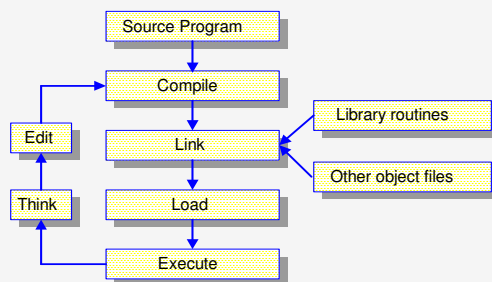 Source Program
Compile
Edit
Link
Library routines
Other object files
Think
Load
Execute